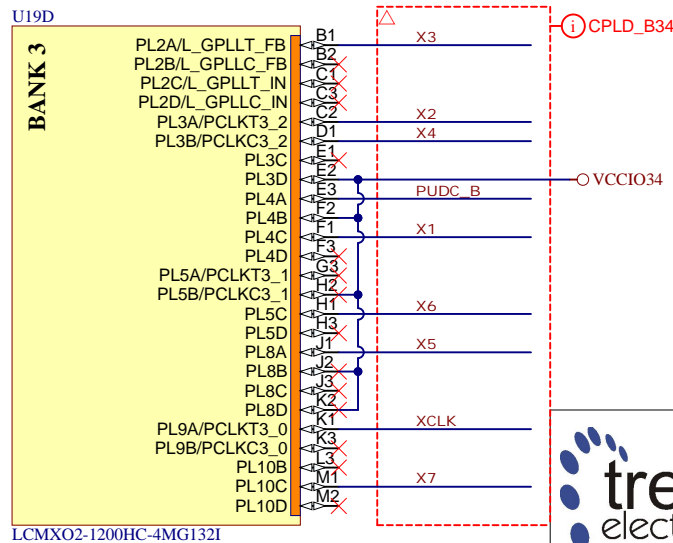 U19D
BANK 3
PL2A/L_GPLLT_FB B1 X3
PL2B/L_GPLLC_FB B2
PL2C/L_GPLLT_IN C1
PL2D/L_GPLLC_IN C3
PL3A/PCLKT3_2 C2 X2
PL3B/PCLKC3_2 D1 X4
PL3C E1
PL3D E2 VCCIO34
PL4A E3 PUDC_B
PL4B F2
PL4C F1 X1
PL4D F3
PL5A/PCLKT3_1 G3
PL5B/PCLKC3_1 H2
PL5C H1 X6
PL5D H3
PL8A J1 X5
PL8B J2
PL8C J3
PL8D K2
PL9A/PCLKT3_0 K1 XCLK
PL9B/PCLKC3_0 K3
PL10B L3
PL10C M1 X7
PL10D M2
LCMXO2-1200HC-4MG132I
i CPLD_B34
tre
elect